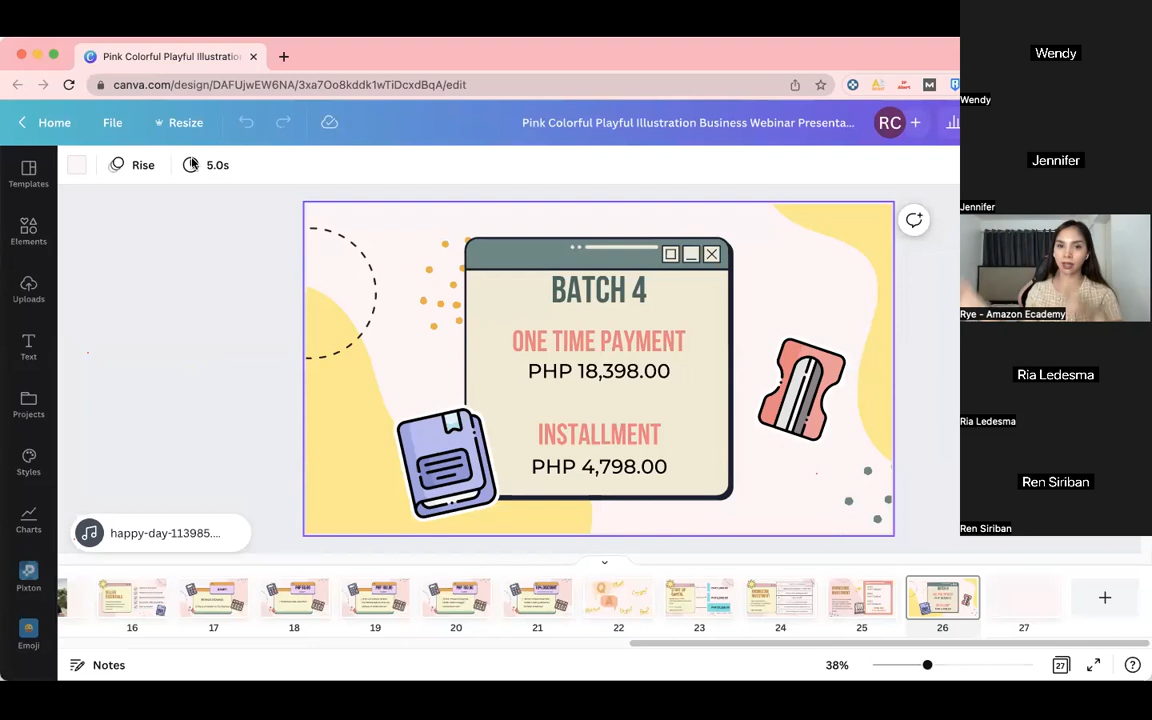 Pink Colorful Playful Illustratio
canva.com/design/DAFUjwEW6NA/3xa7Oo8kddk1wTiDcxdBqA/edit
Home
File
Resize
Pink Colorful Playful Illustration Business Webinar Presenta...
RC
Rise
5.0s
Templates
Elements
Uploads
Text
Projects
Styles
Charts
Pixton
Emoji
BATCH 4
ONE TIME PAYMENT
PHP 18,398.00
INSTALLMENT
PHP 4,798.00
happy-day-113985....
16
17
18
19
20
21
22
23
24
25
26
27
Notes
38%
27
Wendy
Wendy
Jennifer
Jennifer
Rye - Amazon Ecademy
Ria Ledesma
Ria Ledesma
Ren Siriban
Ren Siriban